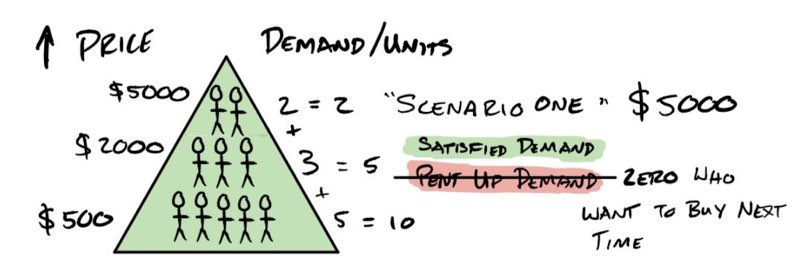 ↑ PRICE DEMAND/UNITS
$5000 2 = 2 "SCENARIO ONE" $5000
+
SATISFIED DEMAND
$2000 3 = 5
PENT UP DEMAND - ZERO WHO
+
WANT TO BUY NEXT
$500 5 = 10
TIME